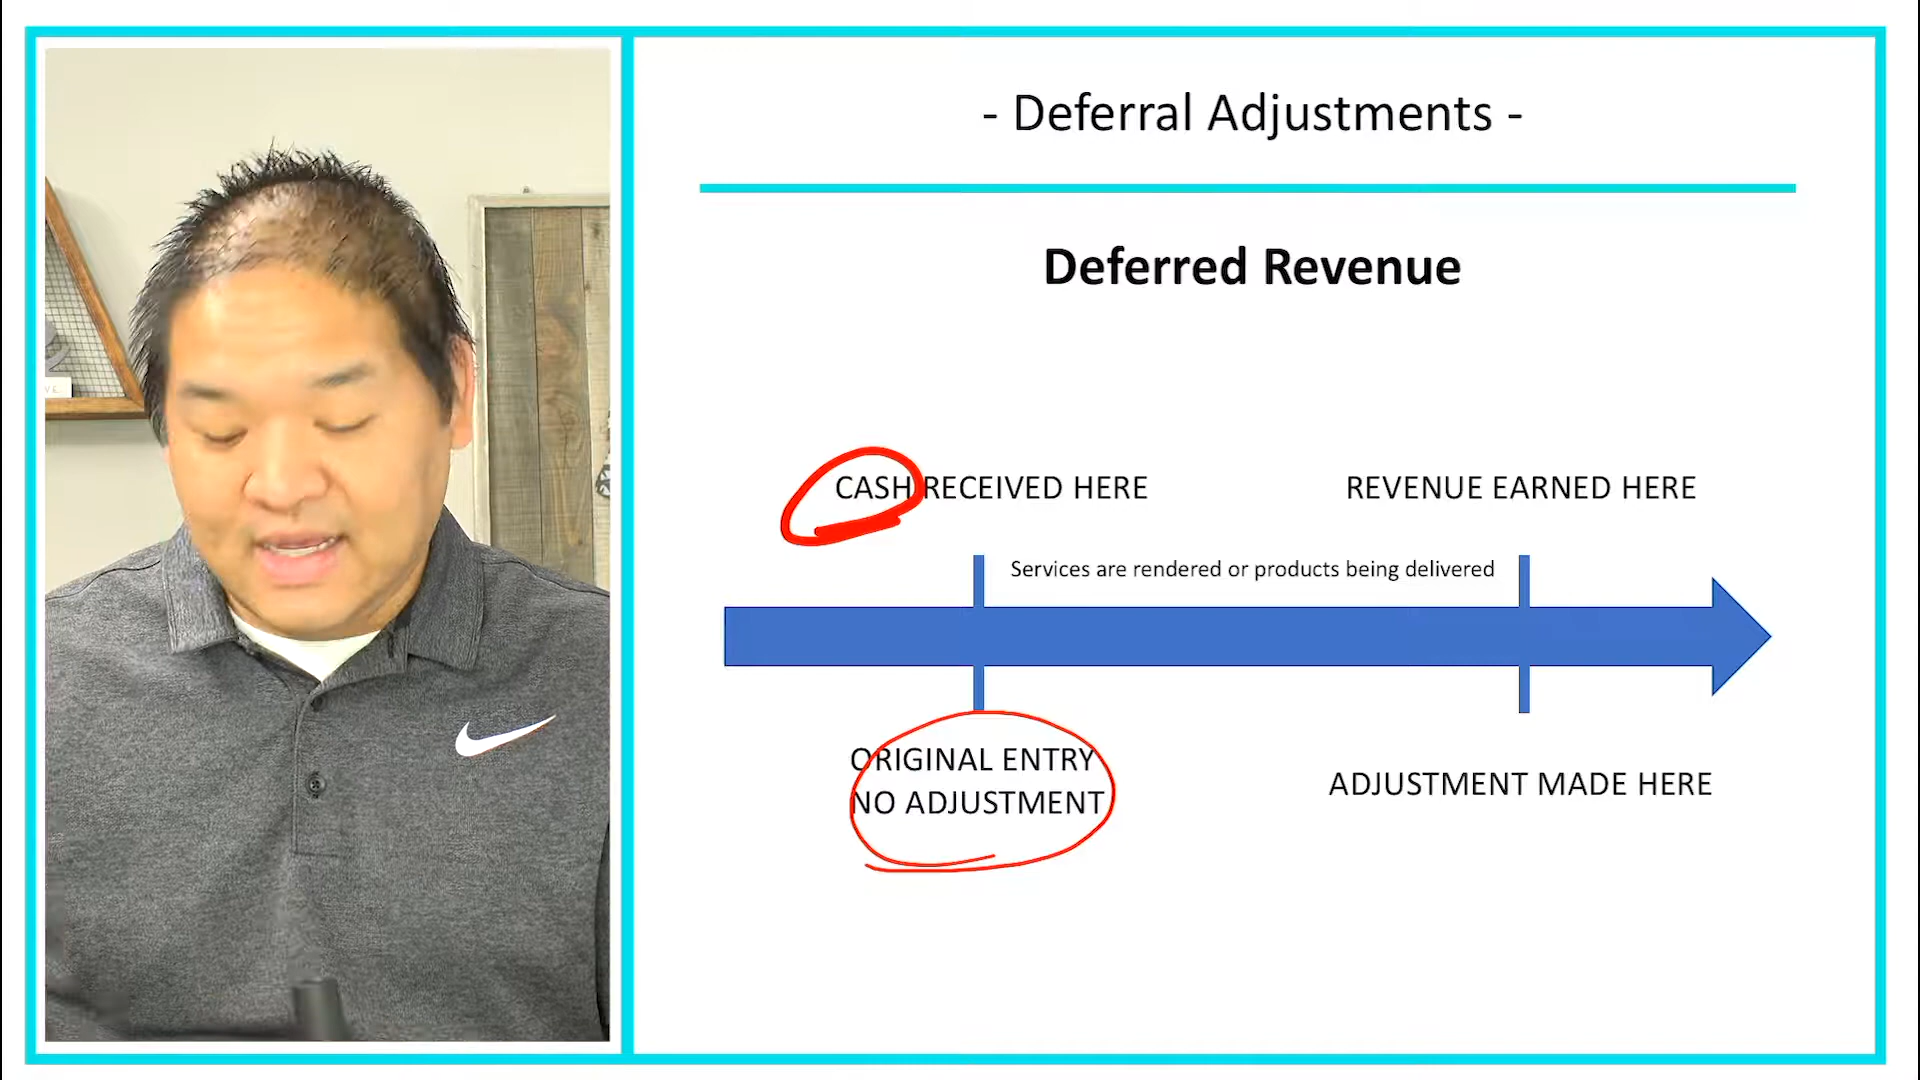 - Deferral Adjustments -
Deferred Revenue
CASH RECEIVED HERE
REVENUE EARNED HERE
Services are rendered or products being delivered
ORIGINAL ENTRY
NO ADJUSTMENT
ADJUSTMENT MADE HERE